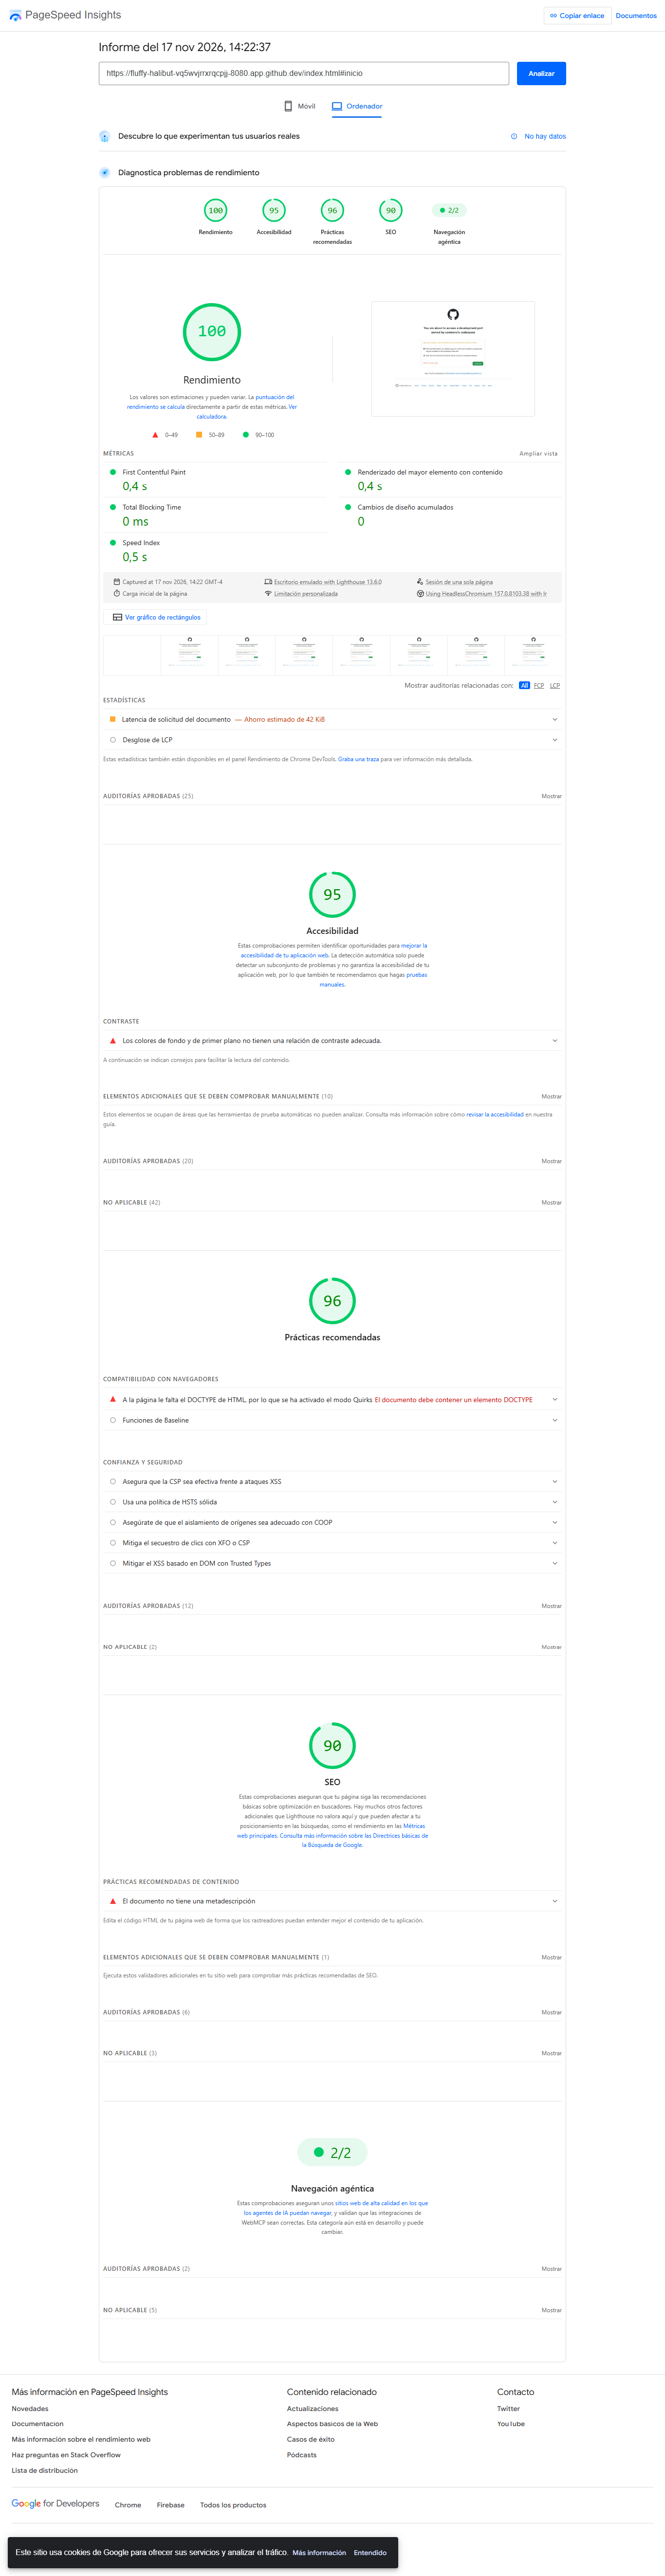 PageSpeed Insights
Copiar enlace
Documentos
Informe del 17 nov 2026, 14:22:37
https://fluffy-halibut-vq5wvjrrxrqcpjj-8080.app.github.dev/index.html#inicio
Analizar
Móvil
Ordenador
Descubre lo que experimentan tus usuarios reales
No hay datos
Diagnostica problemas de rendimiento
100
95
96
90
2/2
Rendimiento
Accesibilidad
Prácticas
recomendadas
SEO
Navegación
agéntica
100
Rendimiento
Los valores son estimaciones y pueden variar. La puntuación del
rendimiento se calcula directamente a partir de estas métricas. Ver
calculadora.
0–49
50–89
90–100
MÉTRICAS
Ampliar vista
First Contentful Paint
0,4 s
Renderizado del mayor elemento con contenido
0,4 s
Total Blocking Time
0 ms
Cambios de diseño acumulados
0
Speed Index
0,5 s
Captured at 17 nov 2026, 14:22 GMT-4
Escritorio emulado with Lighthouse 13.6.0
Sesión de una sola página
Carga inicial de la página
Limitación personalizada
Using HeadlessChromium 157.0.8103.38 with lr
Ver gráfico de rectángulos
Mostrar auditorías relacionadas con: All FCP LCP
ESTADÍSTICAS
Latencia de solicitud del documento — Ahorro estimado de 42 KiB
Desglose de LCP
Estas estadísticas también están disponibles en el panel Rendimiento de Chrome DevTools. Graba una traza para ver información más detallada.
AUDITORÍAS APROBADAS (25)
Mostrar
95
Accesibilidad
Estas comprobaciones permiten identificar oportunidades para mejorar la
accesibilidad de tu aplicación web. La detección automática solo puede
detectar un subconjunto de problemas y no garantiza la accesibilidad de tu
aplicación web, por lo que también te recomendamos que hagas pruebas
manuales.
CONTRASTE
Los colores de fondo y de primer plano no tienen una relación de contraste adecuada.
A continuación se indican consejos para facilitar la lectura del contenido.
ELEMENTOS ADICIONALES QUE SE DEBEN COMPROBAR MANUALMENTE (10)
Mostrar
Estos elementos se ocupan de áreas que las herramientas de prueba automáticas no pueden analizar. Consulta más información sobre cómo revisar la accesibilidad en nuestra
guía.
AUDITORÍAS APROBADAS (20)
Mostrar
NO APLICABLE (42)
Mostrar
96
Prácticas recomendadas
COMPATIBILIDAD CON NAVEGADORES
A la página le falta el DOCTYPE de HTML, por lo que se ha activado el modo Quirks El documento debe contener un elemento DOCTYPE
Funciones de Baseline
CONFIANZA Y SEGURIDAD
Asegura que la CSP sea efectiva frente a ataques XSS
Usa una política de HSTS sólida
Asegúrate de que el aislamiento de orígenes sea adecuado con COOP
Mitiga el secuestro de clics con XFO o CSP
Mitigar el XSS basado en DOM con Trusted Types
AUDITORÍAS APROBADAS (12)
Mostrar
NO APLICABLE (2)
Mostrar
90
SEO
Estas comprobaciones aseguran que tu página siga las recomendaciones
básicas sobre optimización en buscadores. Hay muchos otros factores
adicionales que Lighthouse no valora aquí y que pueden afectar a tu
posicionamiento en las búsquedas, como el rendimiento en las Métricas
web principales. Consulta más información sobre las Directrices básicas de
la Búsqueda de Google.
PRÁCTICAS RECOMENDADAS DE CONTENIDO
El documento no tiene una metadescripción
Edita el código HTML de tu página web de forma que los rastreadores puedan entender mejor el contenido de tu aplicación.
ELEMENTOS ADICIONALES QUE SE DEBEN COMPROBAR MANUALMENTE (1)
Mostrar
Ejecuta estos validadores adicionales en tu sitio web para comprobar más prácticas recomendadas de SEO.
AUDITORÍAS APROBADAS (6)
Mostrar
NO APLICABLE (3)
Mostrar
2/2
Navegación agéntica
Estas comprobaciones aseguran unos sitios web de alta calidad en los que
los agentes de IA puedan navegar, y validan que las integraciones de
WebMCP sean correctas. Esta categoría aún está en desarrollo y puede
cambiar.
AUDITORÍAS APROBADAS (2)
Mostrar
NO APLICABLE (5)
Mostrar
Más información en PageSpeed Insights
Contenido relacionado
Contacto
Novedades
Actualizaciones
Twitter
Documentación
Aspectos básicos de la Web
YouTube
Más información sobre el rendimiento web
Casos de éxito
Haz preguntas en Stack Overflow
Pódcasts
Lista de distribución
Google for Developers
Chrome
Firebase
Todos los productos
Este sitio usa cookies de Google para ofrecer sus servicios y analizar el tráfico. Más información Entendido